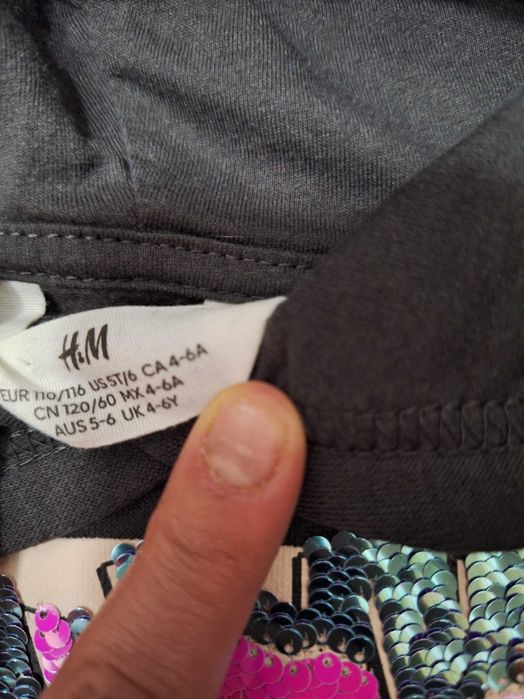 H&M
EUR 110/116 US 5T/6 CA 4-6A
CN 120/60 MX 4-6A
AUS 5-6 UK 4-6Y